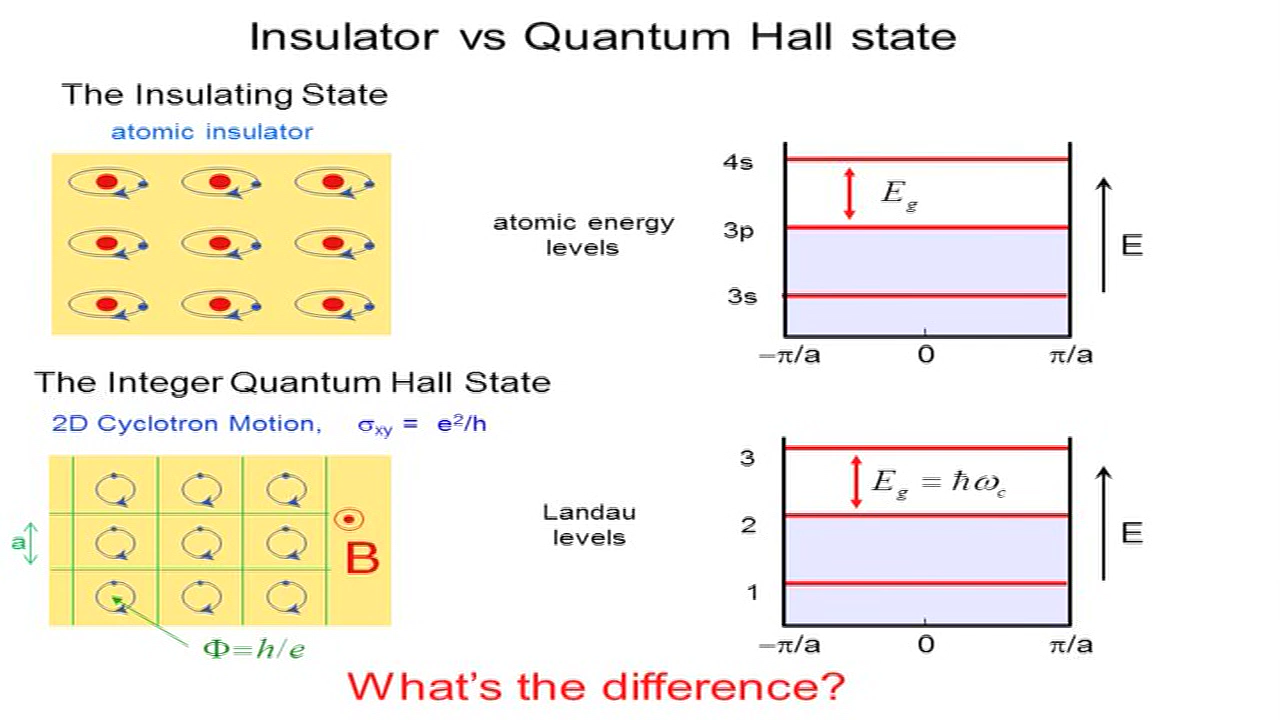 Insulator vs Quantum Hall state
The Insulating State
atomic insulator
atomic energy
levels
4s
3p
3s
E_g
E
−π/a
0
π/a
The Integer Quantum Hall State
2D Cyclotron Motion, σxy = e²/h
a
B
Φ=h/e
Landau
levels
3
2
1
E_g = ħω_c
E
−π/a
0
π/a
What's the difference?